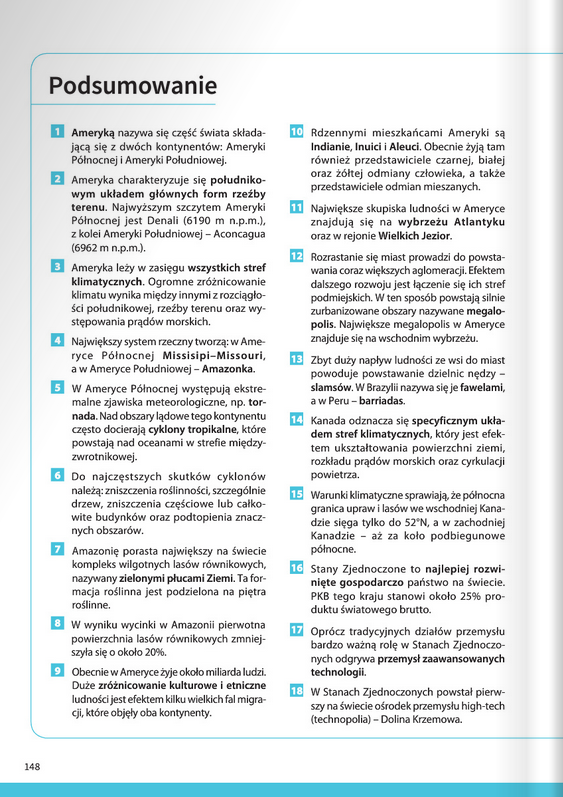 Podsumowanie
1 Ameryką nazywa się część świata składa-
jącą się z dwóch kontynentów: Ameryki
Północnej i Ameryki Południowej.
2 Ameryka charakteryzuje się południko-
wym układem głównych form rzeźby
terenu. Najwyższym szczytem Ameryki
Północnej jest Denali (6190 m n.p.m.),
z kolei Ameryki Południowej – Aconcagua
(6962 m n.p.m.).
3 Ameryka leży w zasięgu wszystkich stref
klimatycznych. Ogromne zróżnicowanie
klimatu wynika między innymi z rozciągło-
ści południkowej, rzeźby terenu oraz wy-
stępowania prądów morskich.
4 Największy system rzeczny tworzą: w Ame-
ryce Północnej Missisipi–Missouri,
a w Ameryce Południowej – Amazonka.
5 W Ameryce Północnej występują ekstre-
malne zjawiska meteorologiczne, np. tor-
nada. Nad obszary lądowe tego kontynentu
często docierają cyklony tropikalne, które
powstają nad oceanami w strefie między-
zwrotnikowej.
6 Do najczęstszych skutków cyklonów
należą: zniszczenia roślinności, szczególnie
drzew, zniszczenia częściowe lub całko-
wite budynków oraz podtopienia znacz-
nych obszarów.
7 Amazonię porasta największy na świecie
kompleks wilgotnych lasów równikowych,
nazywany zielonymi płucami Ziemi. Ta for-
macja roślinna jest podzielona na piętra
roślinne.
8 W wyniku wycinki w Amazonii pierwotna
powierzchnia lasów równikowych zmniej-
szyła się o około 20%.
9 Obecnie w Ameryce żyje około miliarda ludzi.
Duże zróżnicowanie kulturowe i etniczne
ludności jest efektem kilku wielkich fal migra-
cji, które objęły oba kontynenty.
10 Rdzennymi mieszkańcami Ameryki są
Indianie, Inuici i Aleuci. Obecnie żyją tam
również przedstawiciele czarnej, białej
oraz żółtej odmiany człowieka, a także
przedstawiciele odmian mieszanych.
11 Największe skupiska ludności w Ameryce
znajdują się na wybrzeżu Atlantyku
oraz w rejonie Wielkich Jezior.
12 Rozrastanie się miast prowadzi do powsta-
wania coraz większych aglomeracji. Efektem
dalszego rozwoju jest łączenie się ich stref
podmiejskich. W ten sposób powstają silnie
zurbanizowane obszary nazywane megalo-
polis. Największe megalopolis w Ameryce
znajduje się na wschodnim wybrzeżu.
13 Zbyt duży napływ ludności ze wsi do miast
powoduje powstawanie dzielnic nędzy –
slamsów. W Brazylii nazywa się je fawelami,
a w Peru – barriadas.
14 Kanada odznacza się specyficznym ukła-
dem stref klimatycznych, który jest efek-
tem ukształtowania powierzchni ziemi,
rozkładu prądów morskich oraz cyrkulacji
powietrza.
15 Warunki klimatyczne sprawiają, że północna
granica upraw i lasów we wschodniej Kana-
dzie sięga tylko do 52°N, a w zachodniej
Kanadzie – aż za koło podbiegunowe
północne.
16 Stany Zjednoczone to najlepiej rozwi-
nięte gospodarczo państwo na świecie.
PKB tego kraju stanowi około 25% pro-
duktu światowego brutto.
17 Oprócz tradycyjnych działów przemysłu
bardzo ważną rolę w Stanach Zjednoczo-
nych odgrywa przemysł zaawansowanych
technologii.
18 W Stanach Zjednoczonych powstał pierw-
szy na świecie ośrodek przemysłu high-tech
(technopolia) – Dolina Krzemowa.
148